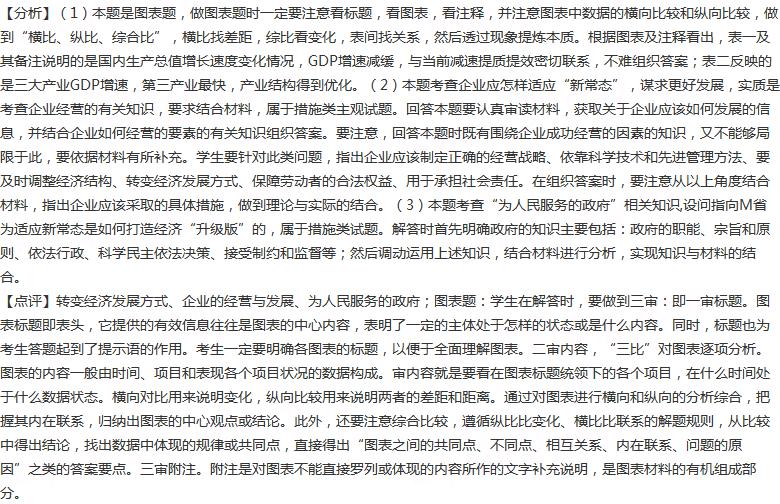 【分析】（1）本题是图表题，做图表题时一定要注意看标题，看图表，看注释，并注意图表中数据的横向比较和纵向比较，做
到“横比、纵比、综合比”，横比找差距，综比看变化，表间找关系，然后透过现象提炼本质。根据图表及注释看出，表一及
其备注说明的是国内生产总值增长速度变化情况，GDP增速减缓，与当前减速提质提效密切联系，不难组织答案；表二反映的
是三大产业GDP增速，第三产业最快，产业结构得到优化。（2）本题考查企业应怎样适应“新常态”，谋求更好发展，实质是
考查企业经营的有关知识，要求结合材料，属于措施类主观试题。回答本题要认真审读材料，获取关于企业应该如何发展的信
息，并结合企业如何经营的要素的有关知识组织答案。要注意，回答本题时既有围绕企业成功经营的因素的知识，又不能够局
限于此，要依据材料有所补充。学生要针对此类问题，指出企业应该制定正确的经营战略、依靠科学技术和先进管理方法、要
及时调整经济结构、转变经济发展方式、保障劳动者的合法权益、用于承担社会责任。在组织答案时，要注意从以上角度结合
材料，指出企业应该采取的具体措施，做到理论与实际的结合。（3）本题考查“为人民服务的政府”相关知识,设问指向M省
为适应新常态是如何打造经济“升级版”的，属于措施类试题。解答时首先明确政府的知识主要包括：政府的职能、宗旨和原
则、依法行政、科学民主依法决策、接受制约和监督等；然后调动运用上述知识，结合材料进行分析，实现知识与材料的结
合。
【点评】转变经济发展方式、企业的经营与发展、为人民服务的政府；图表题：学生在解答时，要做到三审：即一审标题。图
表标题即表头，它提供的有效信息往往是图表的中心内容，表明了一定的主体处于怎样的状态或是什么内容。同时，标题也为
考生答题起到了提示语的作用。考生一定要明确各图表的标题，以便于全面理解图表。二审内容，“三比”对图表逐项分析。
图表的内容一般由时间、项目和表现各个项目状况的数据构成。审内容就是要看在图表标题统领下的各个项目，在什么时间处
于什么数据状态。横向对比用来说明变化，纵向比较用来说明两者的差距和距离。通过对图表进行横向和纵向的分析综合，把
握其内在联系，归纳出图表的中心观点或结论。此外，还要注意综合比较，遵循纵比比变化、横比比联系的解题规则，从比较
中得出结论，找出数据中体现的规律或共同点，直接得出“图表之间的共同点、不同点、相互关系、内在联系、问题的原
因”之类的答案要点。三审附注。附注是对图表不能直接罗列或体现的内容所作的文字补充说明，是图表材料的有机组成部
分。